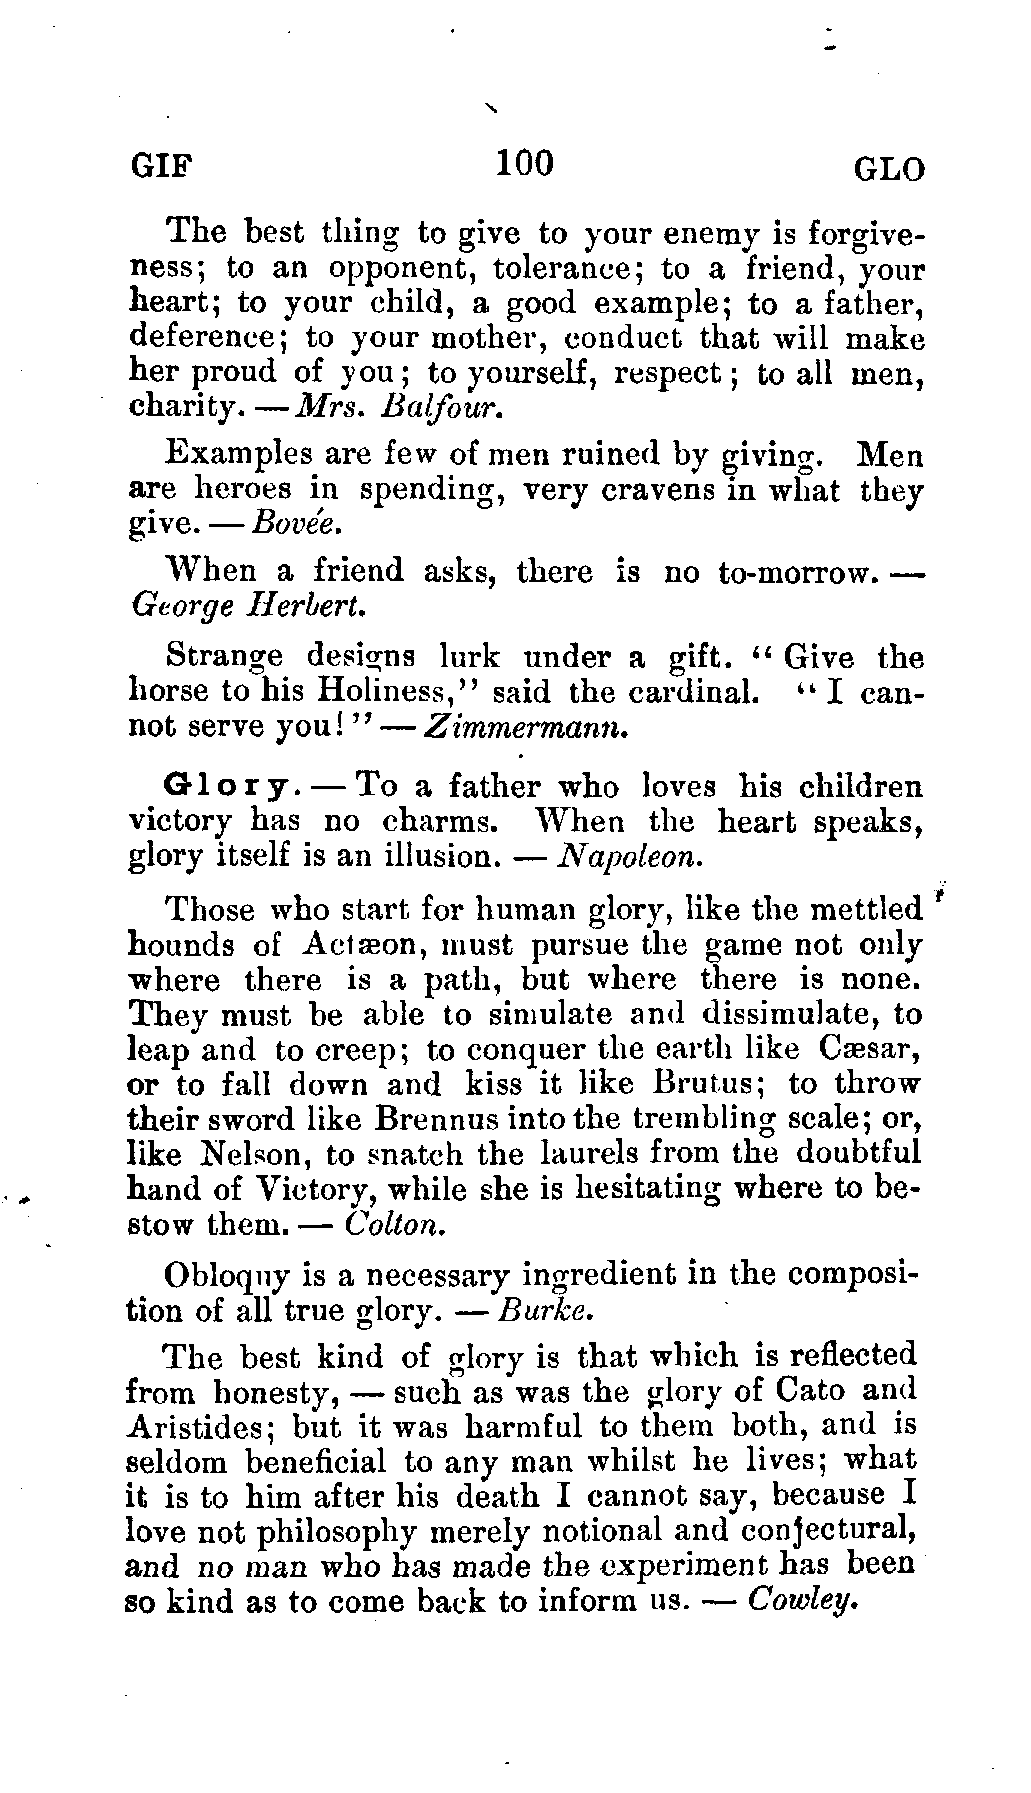 GIF 100 GLO
The best thing to give to your enemy is forgive-
ness; to an opponent, tolerance; to a friend, your
heart; to your child, a good example; to a father,
deference; to your mother, conduct that will make
her proud of you; to yourself, respect; to all men,
charity. — Mrs. Balfour.
Examples are few of men ruined by giving. Men
are heroes in spending, very cravens in what they
give. — Bovée.
When a friend asks, there is no to-morrow. —
George Herbert.
Strange designs lurk under a gift. “Give the
horse to his Holiness,” said the cardinal. “I can-
not serve you!” — Zimmermann.
Glory. — To a father who loves his children
victory has no charms. When the heart speaks,
glory itself is an illusion. — Napoleon.
Those who start for human glory, like the mettled
hounds of Actæon, must pursue the game not only
where there is a path, but where there is none.
They must be able to simulate and dissimulate, to
leap and to creep; to conquer the earth like Cæsar,
or to fall down and kiss it like Brutus; to throw
their sword like Brennus into the trembling scale; or,
like Nelson, to snatch the laurels from the doubtful
hand of Victory, while she is hesitating where to be-
stow them. — Colton.
Obloquy is a necessary ingredient in the composi-
tion of all true glory. — Burke.
The best kind of glory is that which is reflected
from honesty, — such as was the glory of Cato and
Aristides; but it was harmful to them both, and is
seldom beneficial to any man whilst he lives; what
it is to him after his death I cannot say, because I
love not philosophy merely notional and conjectural,
and no man who has made the experiment has been
so kind as to come back to inform us. — Cowley.